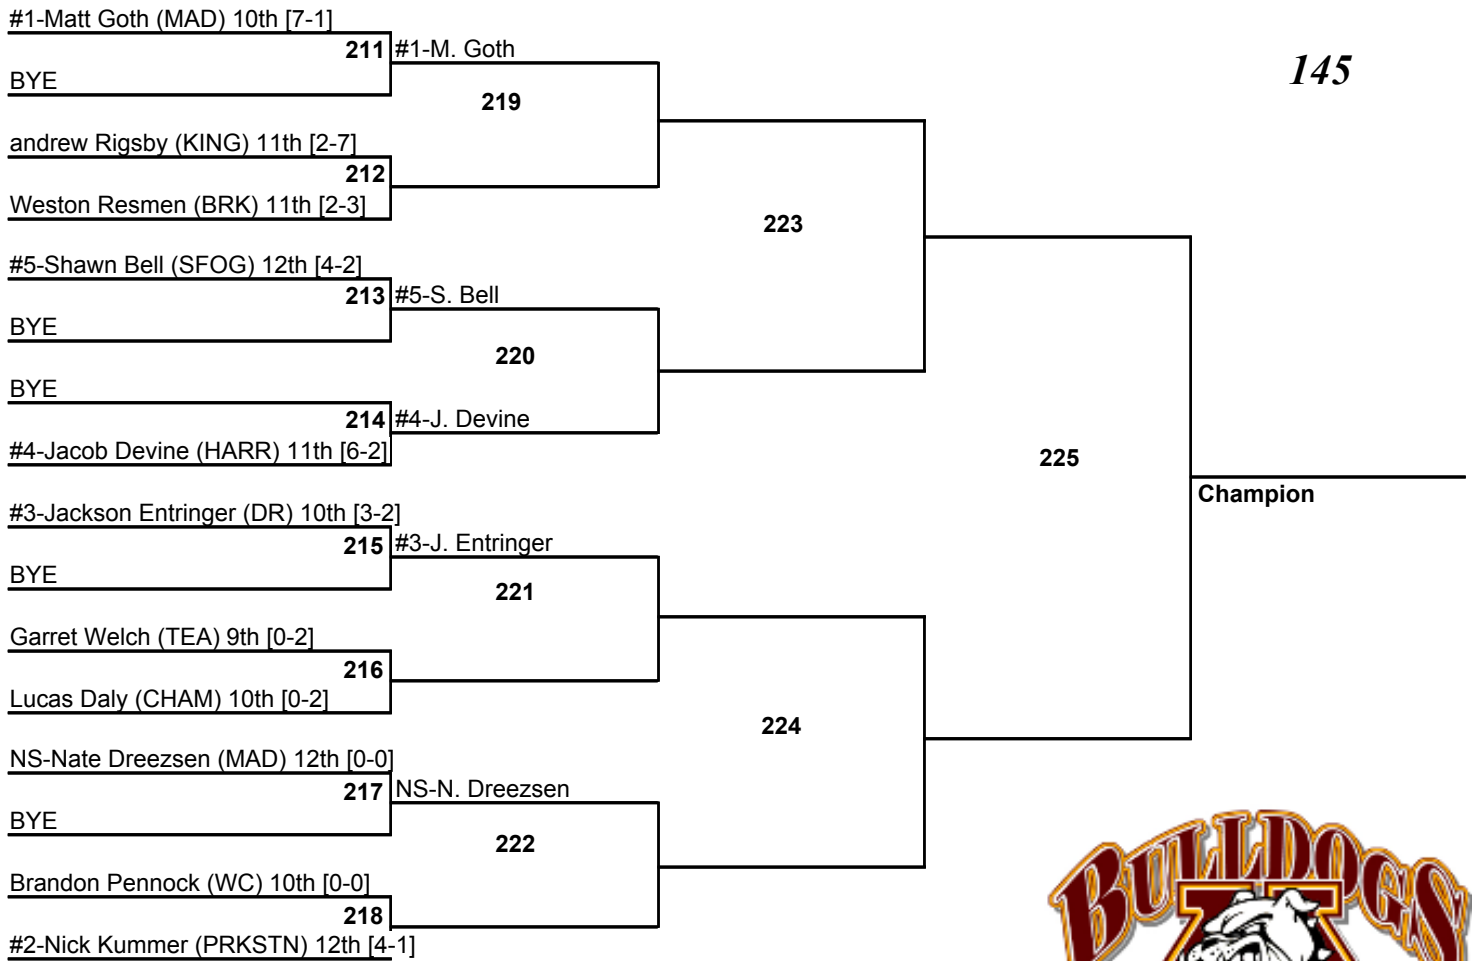 #1-Matt Goth (MAD) 10th [7-1]
211 #1-M. Goth
145
BYE
219
andrew Rigsby (KING) 11th [2-7]
212
Weston Resmen (BRK) 11th [2-3]
223
#5-Shawn Bell (SFOG) 12th [4-2]
213 #5-S. Bell
BYE
220
BYE
214 #4-J. Devine
#4-Jacob Devine (HARR) 11th [6-2]
225
Champion
#3-Jackson Entringer (DR) 10th [3-2]
215 #3-J. Entringer
BYE
221
Garret Welch (TEA) 9th [0-2]
216
Lucas Daly (CHAM) 10th [0-2]
224
NS-Nate Dreezsen (MAD) 12th [0-0]
217 NS-N. Dreezsen
BYE
222
Brandon Pennock (WC) 10th [0-0]
218
#2-Nick Kummer (PRKSTN) 12th [4-1]
BULLDOGS